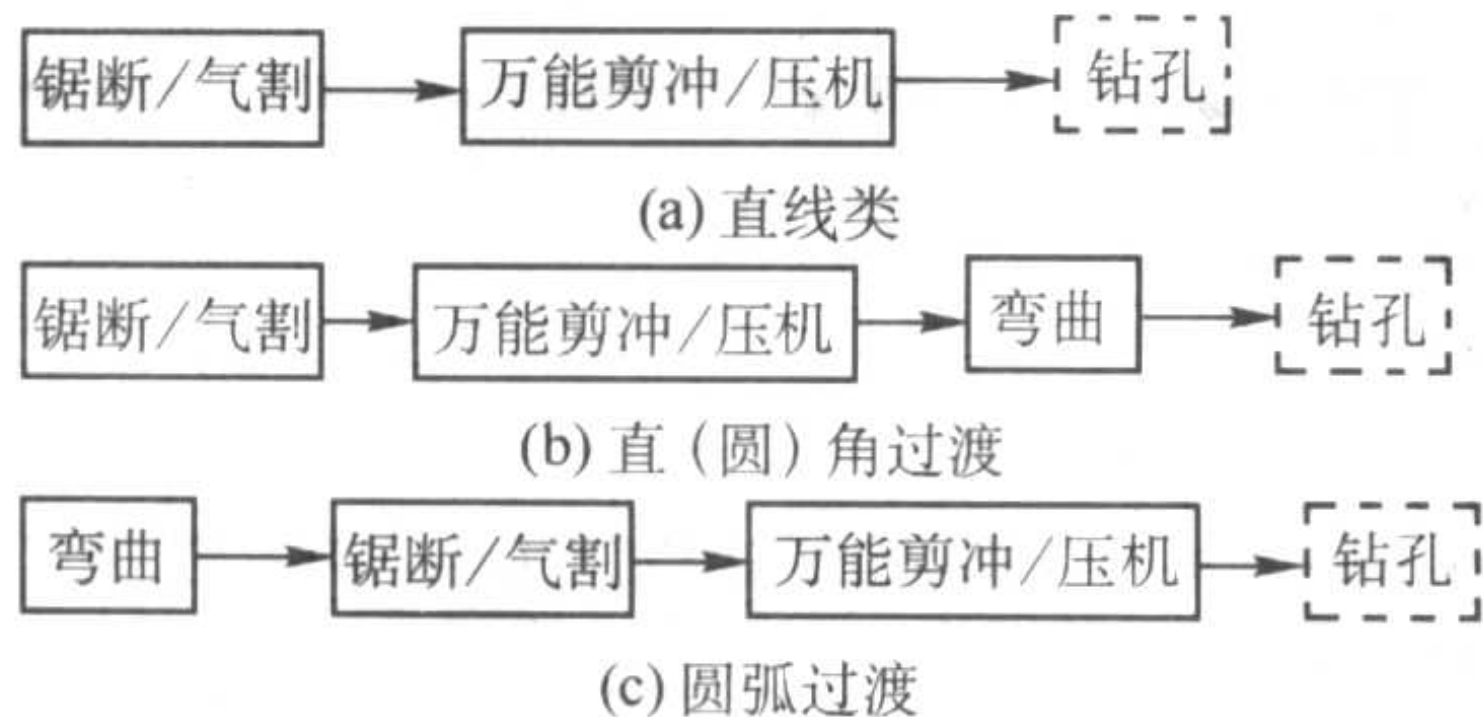 锯断/气割 万能剪冲/压机 钻孔
(a) 直线类
锯断/气割 万能剪冲/压机 弯曲 钻孔
(b) 直（圆）角过渡
弯曲 锯断/气割 万能剪冲/压机 钻孔
(c) 圆弧过渡